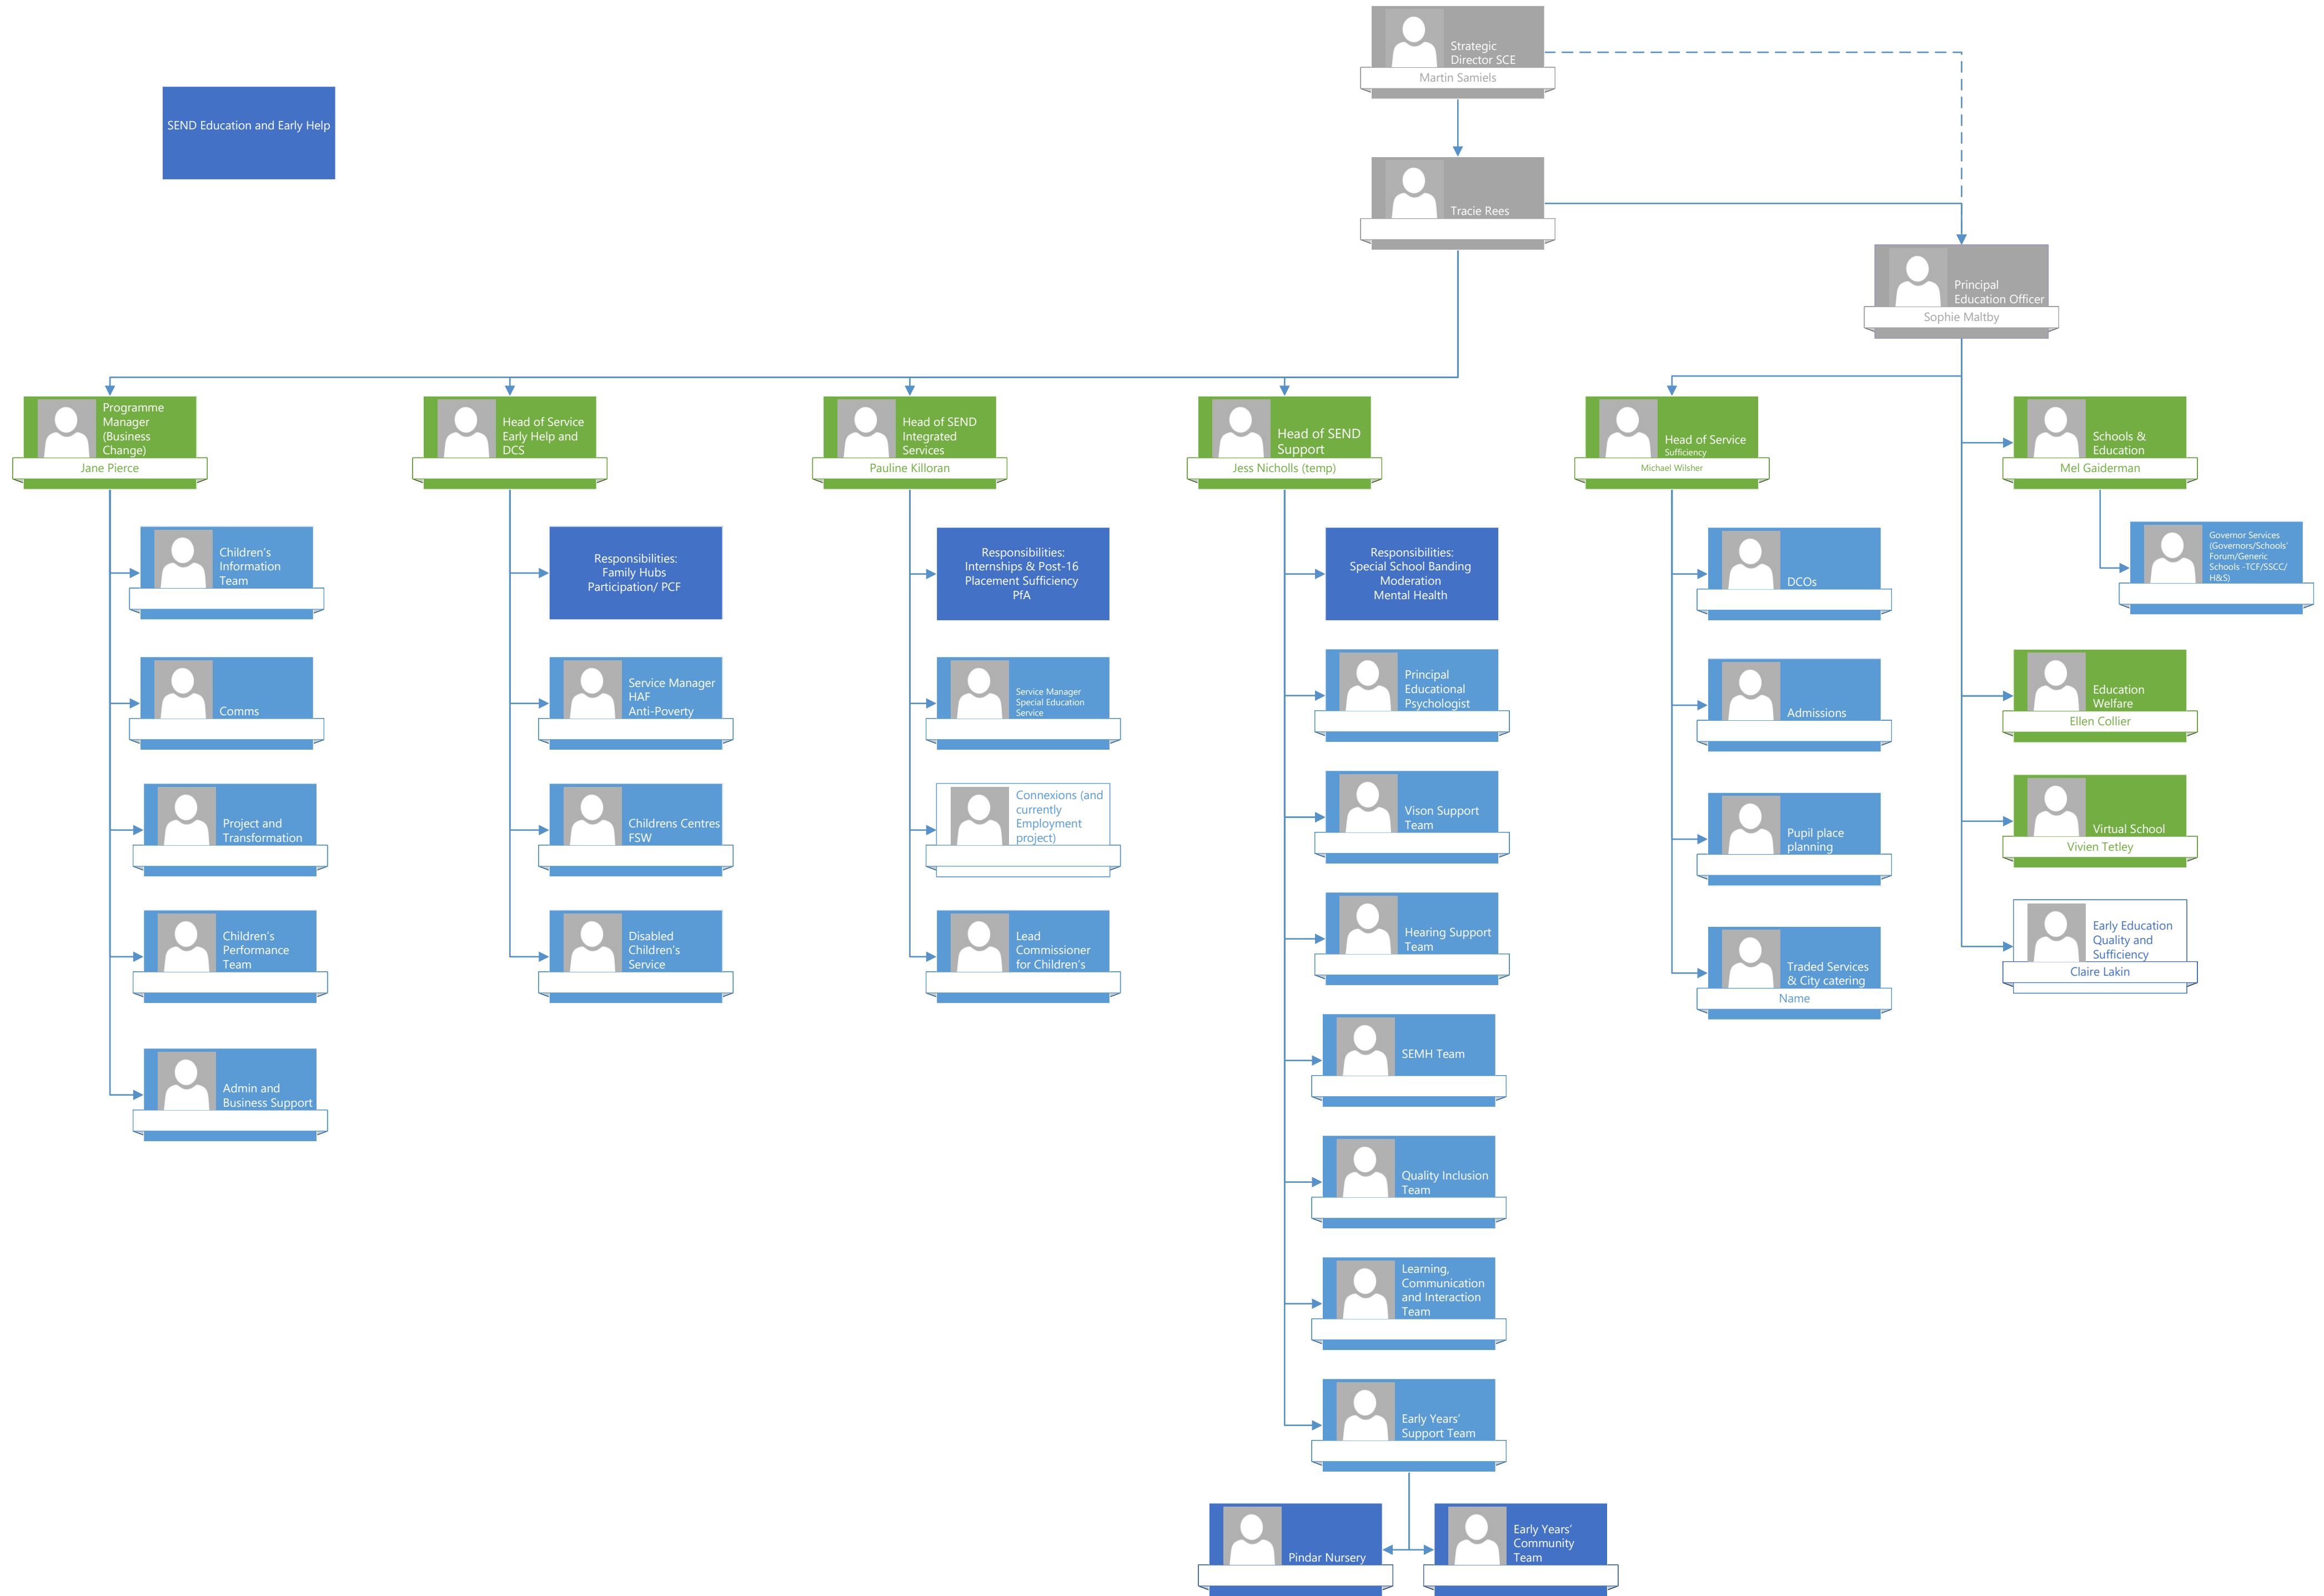 Strategic
Director SCE
Martin Samiels
SEND Education and Early Help
Tracie Rees
Principal
Education Officer
Sophie Maltby
Programme
Manager
(Business
Change)
Jane Pierce
Head of Service
Early Help and
DCS
Head of SEND
Integrated
Services
Pauline Killoran
Head of SEND
Support
Jess Nicholls (temp)
Head of Service
Sufficiency
Michael Wilsher
Schools &
Education
Mel Gaiderman
Children's
Information
Team
Comms
Project and
Transformation
Children's
Performance
Team
Admin and
Business Support
Responsibilities:
Family Hubs
Participation/ PCF
Service Manager
HAF
Anti-Poverty
Childrens Centres
FSW
Disabled
Children's
Service
Responsibilities:
Internships & Post-16
Placement Sufficiency
PfA
Service Manager
Special Education
Service
Connexions (and
currently
Employment
project)
Lead
Commissioner
for Children's
Responsibilities:
Special School Banding
Moderation
Mental Health
Principal
Educational
Psychologist
Vison Support
Team
Hearing Support
Team
SEMH Team
Quality Inclusion
Team
Learning,
Communication
and Interaction
Team
Early Years'
Support Team
Pindar Nursery
Early Years'
Community
Team
DCOs
Admissions
Pupil place
planning
Traded Services
& City catering
Name
Governor Services
(Governors/Schools'
Forum/Generic
Schools -TCF/SSCC/
H&S)
Education
Welfare
Ellen Collier
Virtual School
Vivien Tetley
Early Education
Quality and
Sufficiency
Claire Lakin